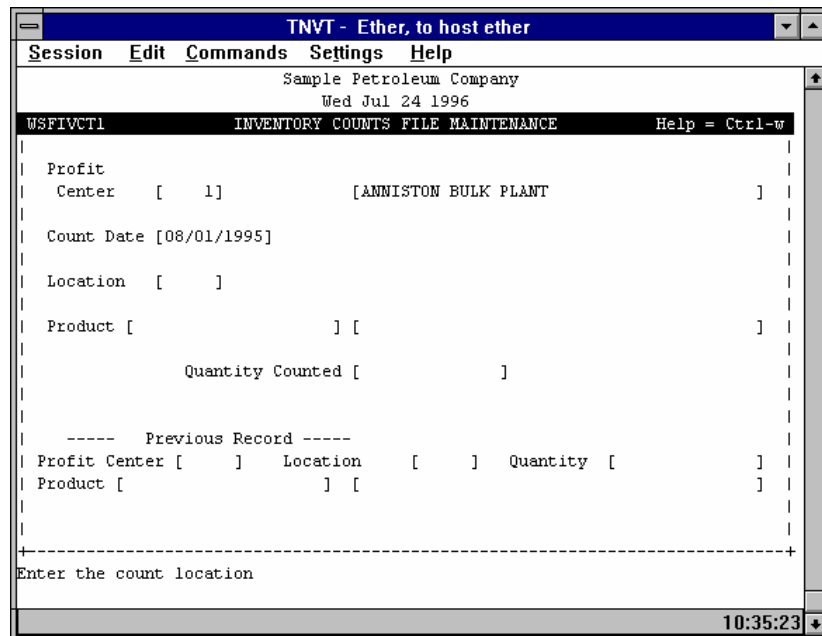 TNVT - Ether, to host ether
Session Edit Commands Settings Help
Sample Petroleum Company
Wed Jul 24 1996
WSFIVCT1 INVENTORY COUNTS FILE MAINTENANCE Help = Ctrl-w
Profit
Center [ 1] [ANNISTON BULK PLANT ]
Count Date [08/01/1995]
Location [ ]
Product [ ] [ ]
Quantity Counted [ ]
----- Previous Record -----
Profit Center [ ] Location [ ] Quantity [ ]
Product [ ] [ ]
Enter the count location
10:35:23